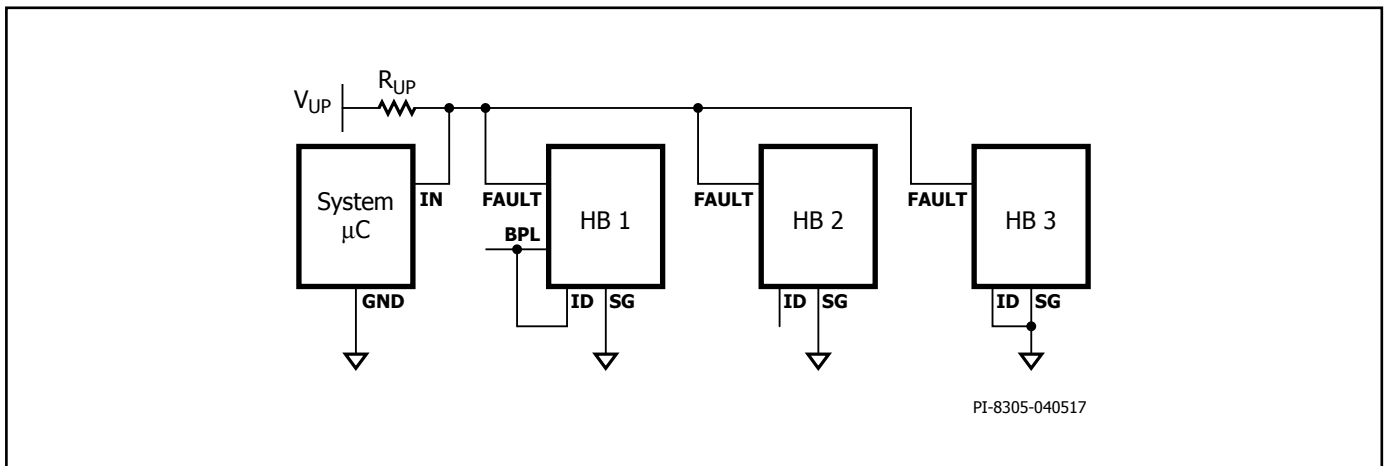 V_UP
R_UP
System
μC
IN
GND
FAULT
BPL
HB 1
ID
SG
FAULT
HB 2
ID
SG
FAULT
HB 3
ID
SG
PI-8305-040517